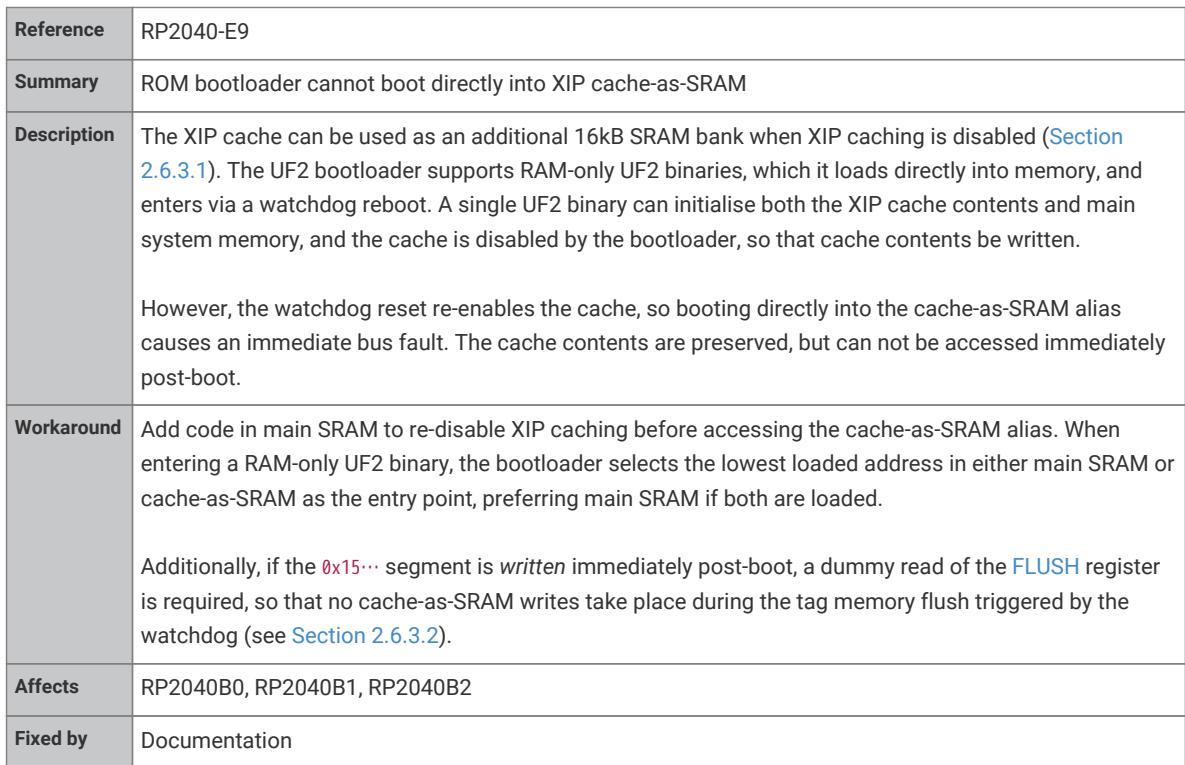 Reference RP2040-E9
Summary ROM bootloader cannot boot directly into XIP cache-as-SRAM
Description The XIP cache can be used as an additional 16kB SRAM bank when XIP caching is disabled (Section
2.6.3.1). The UF2 bootloader supports RAM-only UF2 binaries, which it loads directly into memory, and
enters via a watchdog reboot. A single UF2 binary can initialise both the XIP cache contents and main
system memory, and the cache is disabled by the bootloader, so that cache contents be written.
However, the watchdog reset re-enables the cache, so booting directly into the cache-as-SRAM alias
causes an immediate bus fault. The cache contents are preserved, but can not be accessed immediately
post-boot.
Workaround Add code in main SRAM to re-disable XIP caching before accessing the cache-as-SRAM alias. When
entering a RAM-only UF2 binary, the bootloader selects the lowest loaded address in either main SRAM or
cache-as-SRAM as the entry point, preferring main SRAM if both are loaded.
Additionally, if the 0x15⋯ segment is written immediately post-boot, a dummy read of the FLUSH register
is required, so that no cache-as-SRAM writes take place during the tag memory flush triggered by the
watchdog (see Section 2.6.3.2).
Affects RP2040B0, RP2040B1, RP2040B2
Fixed by Documentation